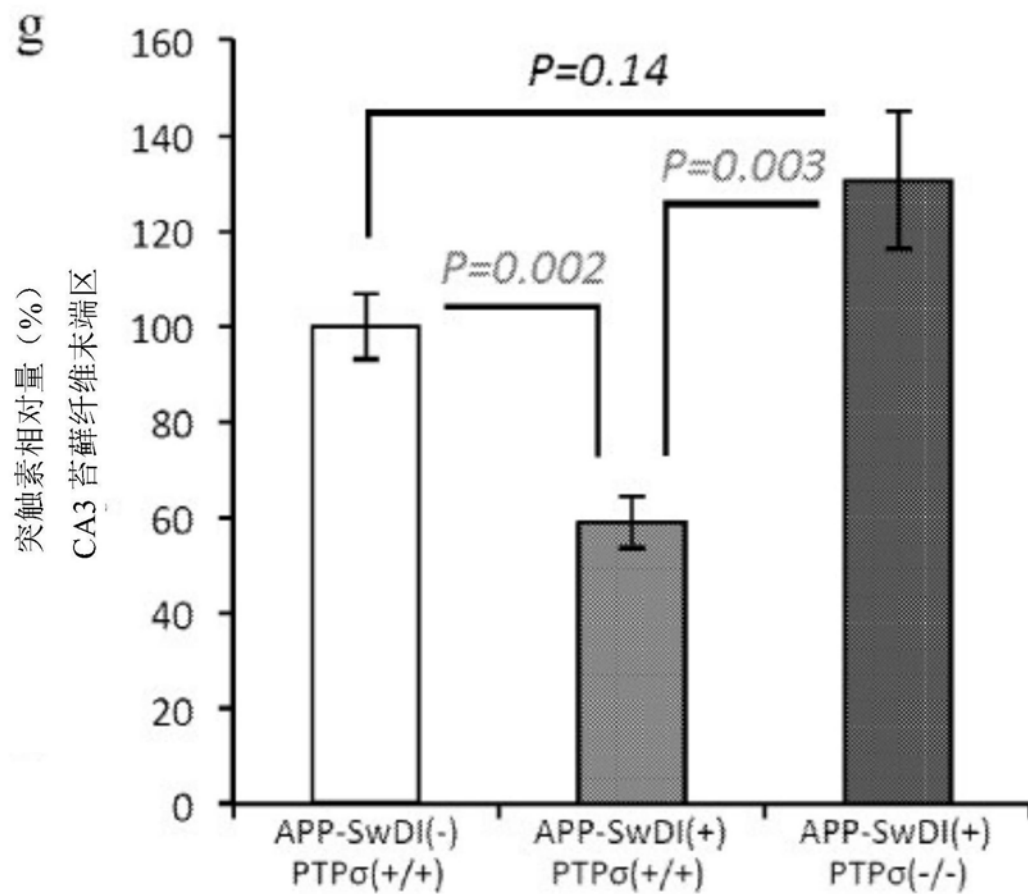 g
160
140
120
100
80
60
40
20
0
突触素相对量（%）
CA3 苔藓纤维末端区
P=0.14
P=0.003
P=0.002
APP-SwDI(-)
PTPσ(+/+)
APP-SwDI(+)
PTPσ(+/+)
APP-SwDI(+)
PTPσ(-/-)